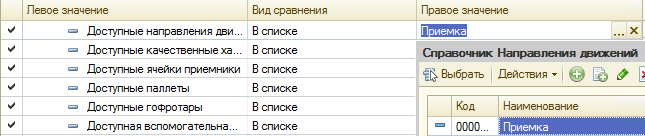 Левое значение Вид сравнения Правое значение
Доступные направления дви... В списке Приемка ... ×
Доступные качественные ха... В списке Справочник Направления движений
Доступные ячейки приемники В списке Выбрать Действия
Доступные паллеты В списке
Доступные гофротары В списке Код Наименование
Доступная вспомогательна... В списке 0000... Приемка